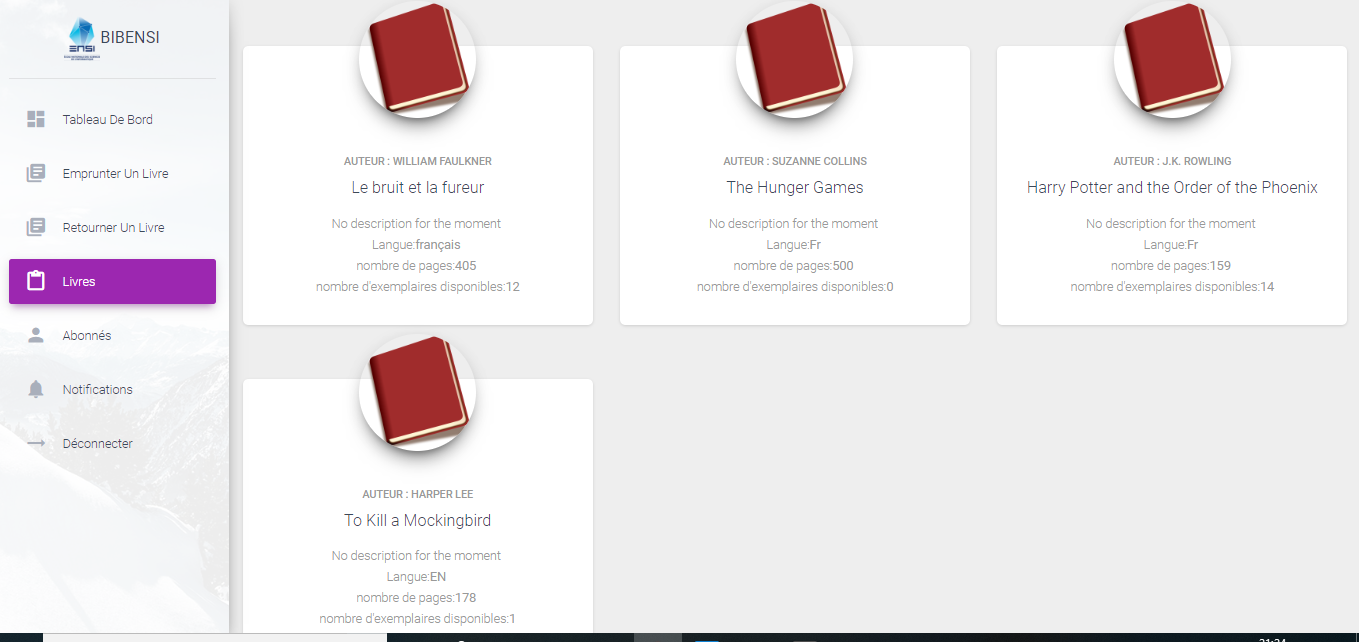 ENSI
BIBENSI
Tableau De Bord
Emprunter Un Livre
Retourner Un Livre
Livres
Abonnés
Notifications
Déconnecter
AUTEUR : WILLIAM FAULKNER
Le bruit et la fureur
No description for the moment
Langue:français
nombre de pages:405
nombre d'exemplaires disponibles:12
AUTEUR : SUZANNE COLLINS
The Hunger Games
No description for the moment
Langue:Fr
nombre de pages:500
nombre d'exemplaires disponibles:0
AUTEUR : J.K. ROWLING
Harry Potter and the Order of the Phoenix
No description for the moment
Langue:Fr
nombre de pages:159
nombre d'exemplaires disponibles:14
AUTEUR : HARPER LEE
To Kill a Mockingbird
No description for the moment
Langue:EN
nombre de pages:178
nombre d'exemplaires disponibles:1